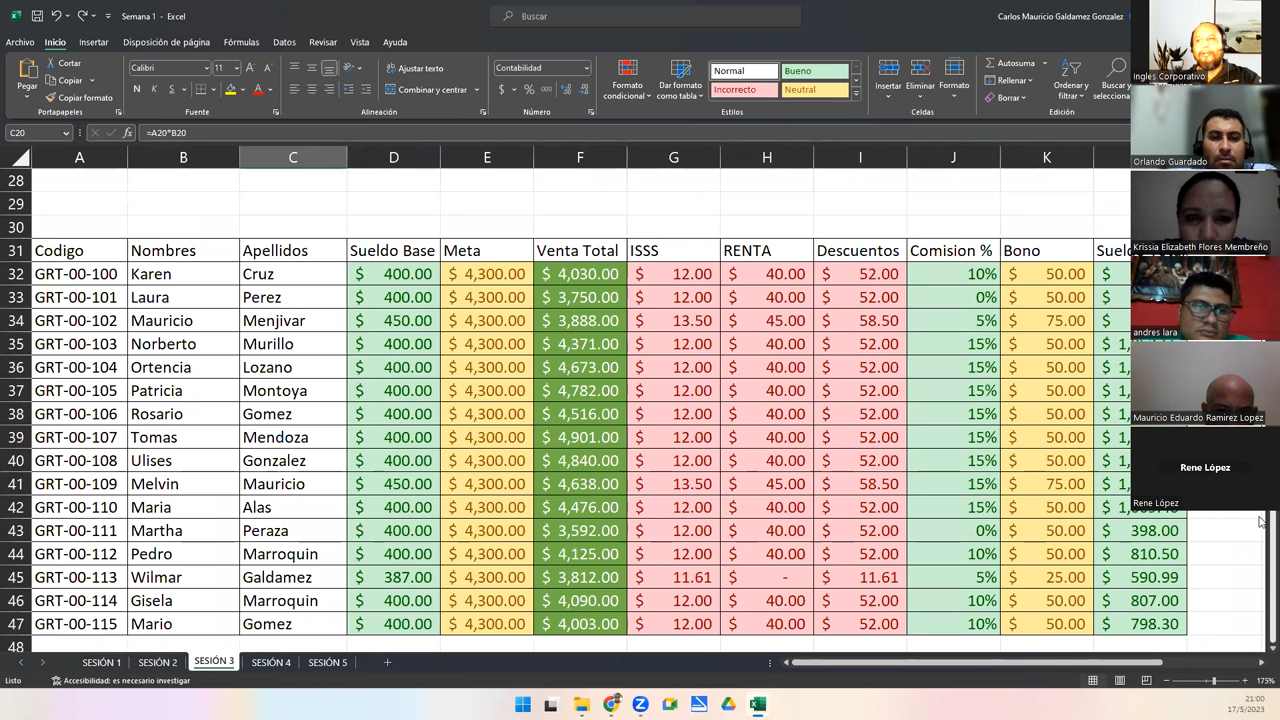 Semana 1 - Excel
Buscar
Carlos Mauricio Galdamez Gonzalez
Archivo Inicio Insertar Disposición de página Fórmulas Datos Revisar Vista Ayuda
Pegar
Cortar
Copiar
Copiar formato
Portapapeles
Calibri 11
N K S
Fuente
Ajustar texto
Combinar y centrar
Alineación
Contabilidad
$ % 000
Número
Formato condicional
Dar formato como tabla
Normal Bueno
Incorrecto Neutral
Estilos
Insertar Eliminar Formato
Celdas
Autosuma
Rellenar
Borrar
Ordenar y filtrar
Buscar y
Edición
C20 fx =A20*B20
A B C D E F G H I J K
28
29
30
31 Codigo Nombres Apellidos Sueldo Base Meta Venta Total ISSS RENTA Descuentos Comision % Bono
32 GRT-00-100 Karen Cruz $ 400.00 $ 4,300.00 $ 4,030.00 $ 12.00 $ 40.00 $ 52.00 10% $ 50.00 $
33 GRT-00-101 Laura Perez $ 400.00 $ 4,300.00 $ 3,750.00 $ 12.00 $ 40.00 $ 52.00 0% $ 50.00 $
34 GRT-00-102 Mauricio Menjivar $ 450.00 $ 4,300.00 $ 3,888.00 $ 13.50 $ 45.00 $ 58.50 5% $ 75.00 $
35 GRT-00-103 Norberto Murillo $ 400.00 $ 4,300.00 $ 4,371.00 $ 12.00 $ 40.00 $ 52.00 15% $ 50.00 $ 1,
36 GRT-00-104 Ortencia Lozano $ 400.00 $ 4,300.00 $ 4,673.00 $ 12.00 $ 40.00 $ 52.00 15% $ 50.00 $ 1,
37 GRT-00-105 Patricia Montoya $ 400.00 $ 4,300.00 $ 4,782.00 $ 12.00 $ 40.00 $ 52.00 15% $ 50.00 $ 1,
38 GRT-00-106 Rosario Gomez $ 400.00 $ 4,300.00 $ 4,516.00 $ 12.00 $ 40.00 $ 52.00 15% $ 50.00 $ 1,
39 GRT-00-107 Tomas Mendoza $ 400.00 $ 4,300.00 $ 4,901.00 $ 12.00 $ 40.00 $ 52.00 15% $ 50.00 $ 1,
40 GRT-00-108 Ulises Gonzalez $ 400.00 $ 4,300.00 $ 4,840.00 $ 12.00 $ 40.00 $ 52.00 15% $ 50.00 $ 1,
41 GRT-00-109 Melvin Mauricio $ 450.00 $ 4,300.00 $ 4,638.00 $ 13.50 $ 45.00 $ 58.50 15% $ 75.00 $ 1,
42 GRT-00-110 Maria Alas $ 400.00 $ 4,300.00 $ 4,476.00 $ 12.00 $ 40.00 $ 52.00 15% $ 50.00 $
43 GRT-00-111 Martha Peraza $ 400.00 $ 4,300.00 $ 3,592.00 $ 12.00 $ 40.00 $ 52.00 0% $ 50.00 $ 398.00
44 GRT-00-112 Pedro Marroquin $ 400.00 $ 4,300.00 $ 4,125.00 $ 12.00 $ 40.00 $ 52.00 10% $ 50.00 $ 810.50
45 GRT-00-113 Wilmar Galdamez $ 387.00 $ 4,300.00 $ 3,812.00 $ 11.61 $ - $ 11.61 5% $ 25.00 $ 590.99
46 GRT-00-114 Gisela Marroquin $ 400.00 $ 4,300.00 $ 4,090.00 $ 12.00 $ 40.00 $ 52.00 10% $ 50.00 $ 807.00
47 GRT-00-115 Mario Gomez $ 400.00 $ 4,300.00 $ 4,003.00 $ 12.00 $ 40.00 $ 52.00 10% $ 50.00 $ 798.30
48
SESIÓN 1 SESIÓN 2 SESIÓN 3 SESIÓN 4 SESIÓN 5 +
Listo Accesibilidad: es necesario investigar 175%
Ingles Corporativo
Orlando Guardado
Krissia Elizabeth Flores Membreño
andres lara
Mauricio Eduardo Ramirez Lopez
Rene López
Rene López
21:00
17/5/2023